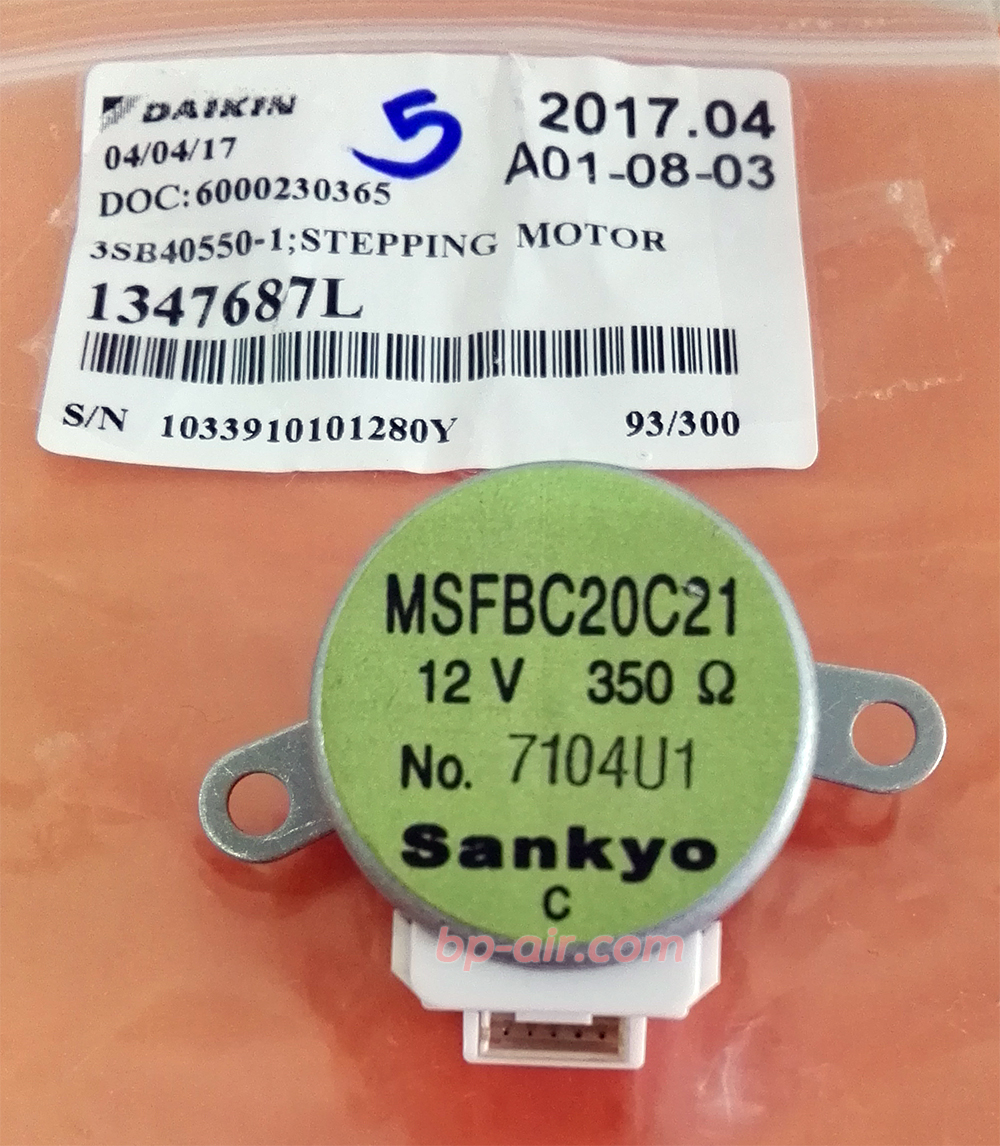 DAIKIN
5
2017.04
04/04/17
A01-08-03
DOC:6000230365
3SB40550-1;STEPPING MOTOR
1347687L
S/N 1033910101280Y 93/300
MSFBC20C21
12 V 350 Ω
No. 7104U1
Sankyo
C
bp-air.com